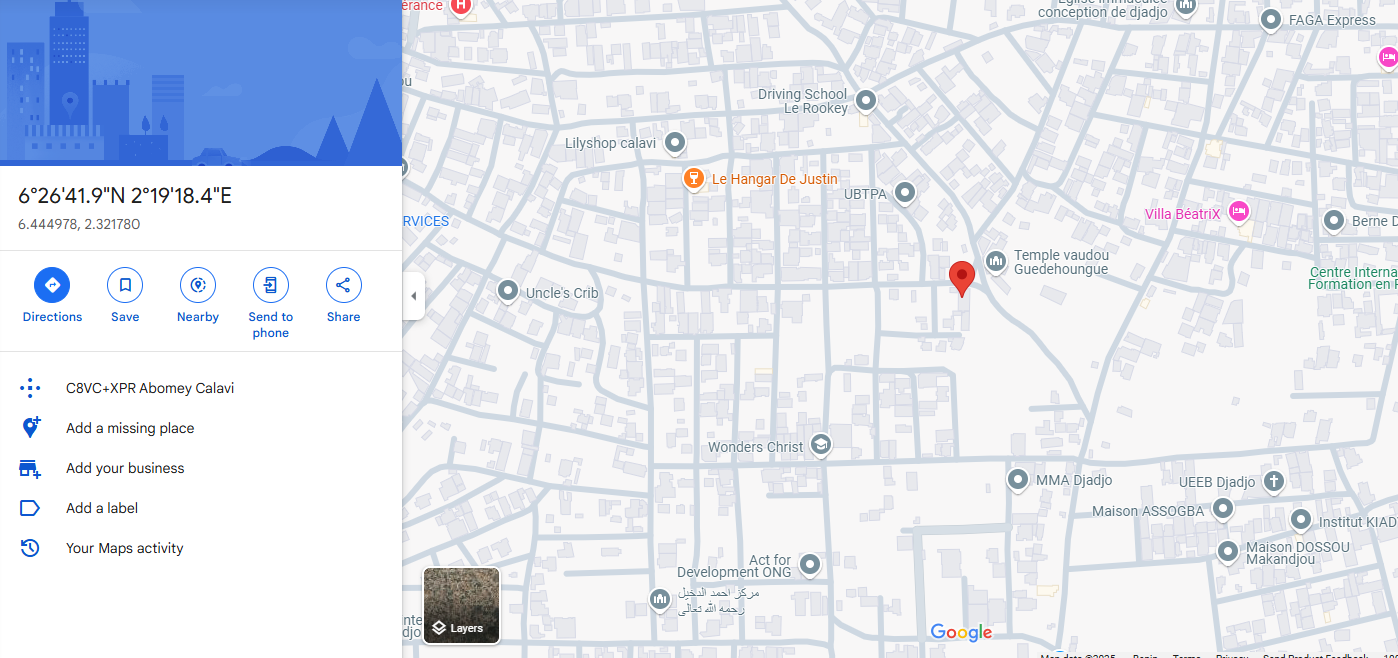 6°26'41.9"N 2°19'18.4"E
6.444978, 2.321780
Directions
Save
Nearby
Send to
phone
Share
C8VC+XPR Abomey Calavi
Add a missing place
Add your business
Add a label
Your Maps activity
H
conception de djadjo
FAGA Express
Driving School
Le Rookey
Lilyshop calavi
Le Hangar De Justin
UBTPA
RVICES
Villa BéatriX
Berne D
Temple vaudou
Guedehoungue
Centre Interna
Formation en
Uncle's Crib
Wonders Christ
MMA Djadjo
UEEB Djadjo
Maison ASSOGBA
Institut KIAD
Maison DOSSOU
Makandjou
Act for
Development ONG
مركز احمد الدخيل
رحمه الله تعالى
Layers
Google